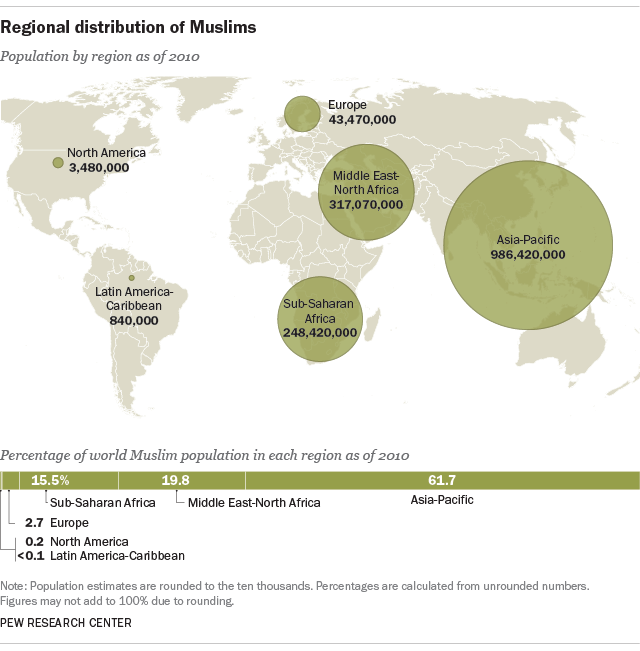 Regional distribution of Muslims
Population by region as of 2010
Europe
43,470,000
North America
3,480,000
Middle East-
North Africa
317,070,000
Asia-Pacific
986,420,000
Latin America-
Caribbean
840,000
Sub-Saharan
Africa
248,420,000
Percentage of world Muslim population in each region as of 2010
15.5% 19.8 61.7
Sub-Saharan Africa Middle East-North Africa Asia-Pacific
2.7 Europe
0.2 North America
<0.1 Latin America-Caribbean
Note: Population estimates are rounded to the ten thousands. Percentages are calculated from unrounded numbers.
Figures may not add to 100% due to rounding.
PEW RESEARCH CENTER